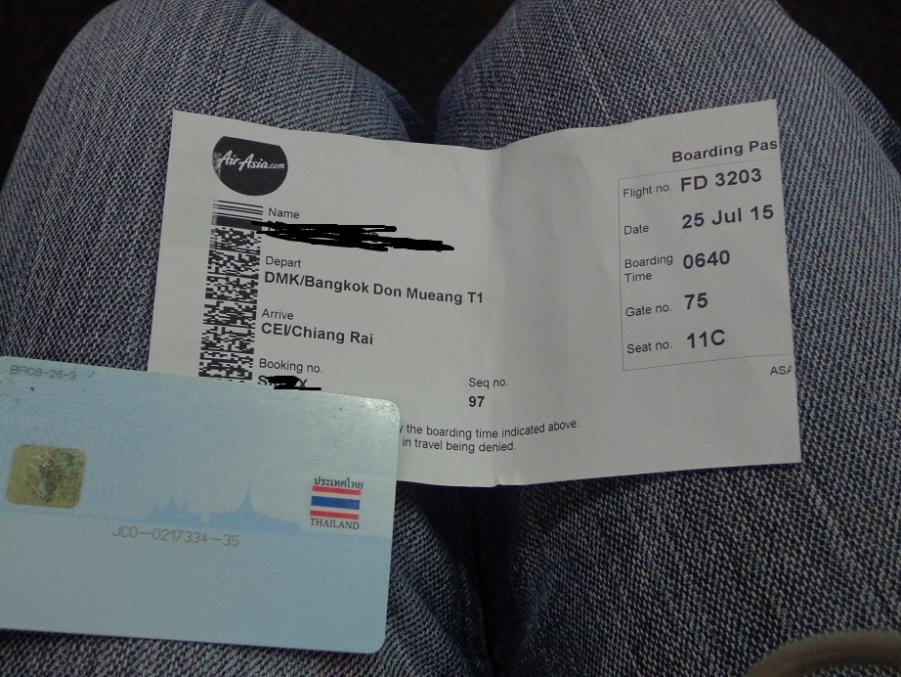 AirAsia.com
Boarding Pas
Name
Flight no. FD 3203
Date 25 Jul 15
Depart
DMK/Bangkok Don Mueang T1
Boarding Time 0640
Arrive
CEI/Chiang Rai
Gate no. 75
Seat no. 11C
Booking no.
Seq no.
97
ASA
y the boarding time indicated above.
in travel being denied.
BR08-26-3
ประเทศไทย
THAILAND
JC0-0217334-35